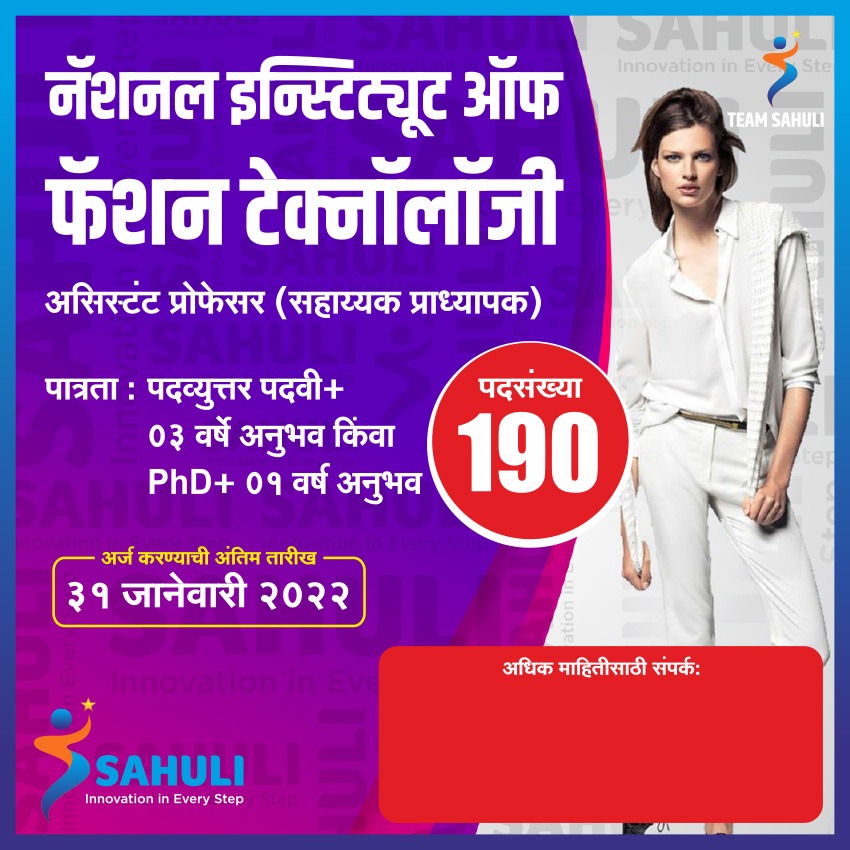 नॅशनल इन्स्टिट्यूट ऑफ
फॅशन टेक्नॉलॉजी
TEAM SAHULI
असिस्टंट प्रोफेसर (सहाय्यक प्राध्यापक)
पात्रता : पदव्युत्तर पदवी+
०३ वर्षे अनुभव किंवा
PhD+ ०१ वर्ष अनुभव
पदसंख्या
190
अर्ज करण्याची अंतिम तारीख
३१ जानेवारी २०२२
अधिक माहितीसाठी संपर्क:
SAHULI
Innovation in Every Step